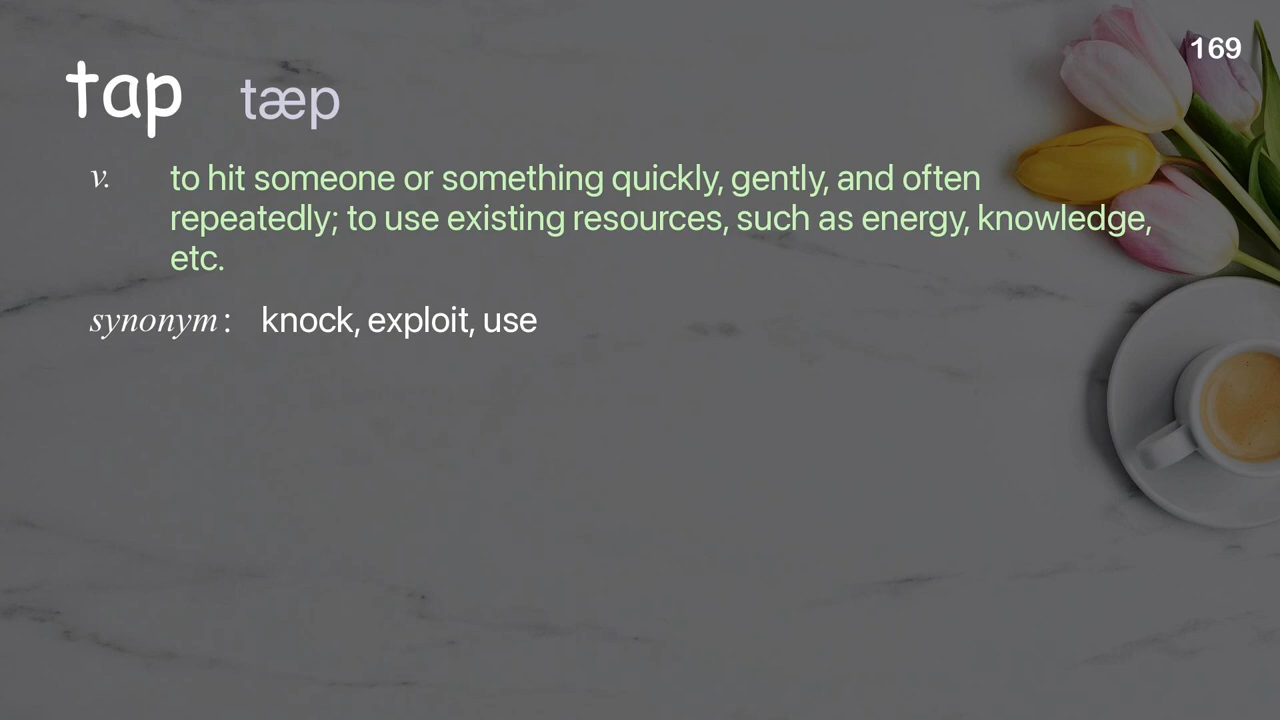 169
tap tæp
v. to hit someone or something quickly, gently, and often
repeatedly; to use existing resources, such as energy, knowledge,
etc.
synonym : knock, exploit, use